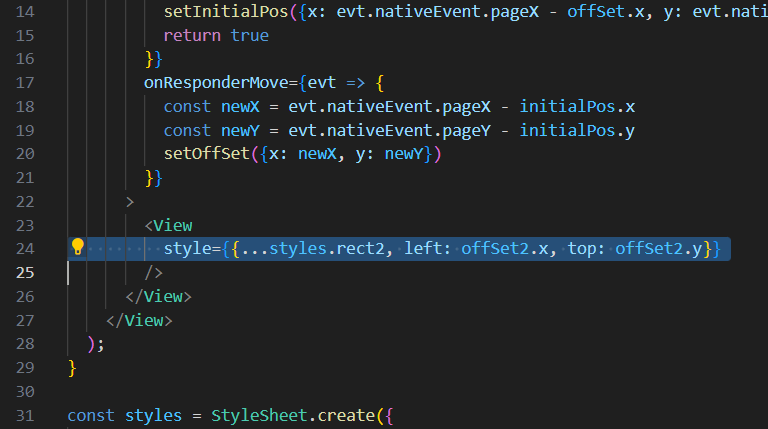 14 setInitialPos({x: evt.nativeEvent.pageX - offSet.x, y: evt.nati
15 return true
16 }}
17 onResponderMove={evt => {
18 const newX = evt.nativeEvent.pageX - initialPos.x
19 const newY = evt.nativeEvent.pageY - initialPos.y
20 setOffSet({x: newX, y: newY})
21 }}
22 >
23 <View
24 style={{...styles.rect2, left: offSet2.x, top: offSet2.y}}
25 />
26 </View>
27 </View>
28 );
29 }
30
31 const styles = StyleSheet.create({